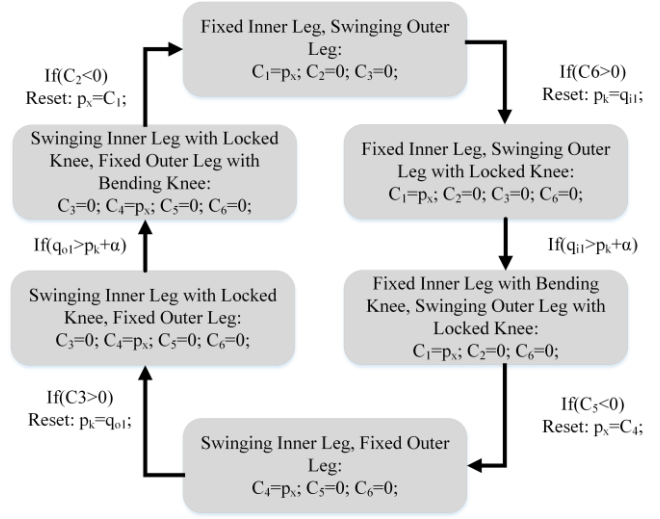 Fixed Inner Leg, Swinging Outer
Leg:
C₁=pₓ; C₂=0; C₃=0;
If(C6>0)
Reset: pₖ=qᵢ₁;
Fixed Inner Leg, Swinging Outer
Leg with Locked Knee:
C₁=pₓ; C₂=0; C₃=0; C₆=0;
If(qᵢ₁>pₖ+α)
Fixed Inner Leg with Bending
Knee, Swinging Outer Leg with
Locked Knee:
C₁=pₓ; C₂=0; C₆=0;
If(C₅<0)
Reset: pₓ=C₄;
Swinging Inner Leg, Fixed Outer
Leg:
C₄=pₓ; C₅=0; C₆=0;
If(C3>0)
Reset: pₖ=qₒ₁;
Swinging Inner Leg with Locked
Knee, Fixed Outer Leg:
C₃=0; C₄=pₓ; C₅=0; C₆=0;
If(qₒ₁>pₖ+α)
Swinging Inner Leg with Locked
Knee, Fixed Outer Leg with
Bending Knee:
C₃=0; C₄=pₓ; C₅=0; C₆=0;
If(C₂<0)
Reset: pₓ=C₁;